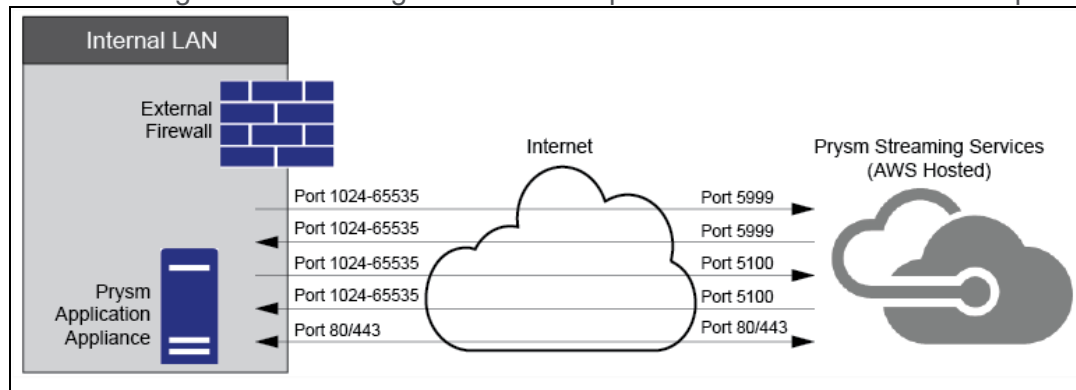 Internal LAN
External
Firewall
Internet
Prysm Streaming Services
(AWS Hosted)
Port 1024-65535
Port 5999
Port 1024-65535
Port 5999
Port 1024-65535
Port 5100
Port 1024-65535
Port 5100
Port 80/443
Port 80/443
Prysm
Application
Appliance